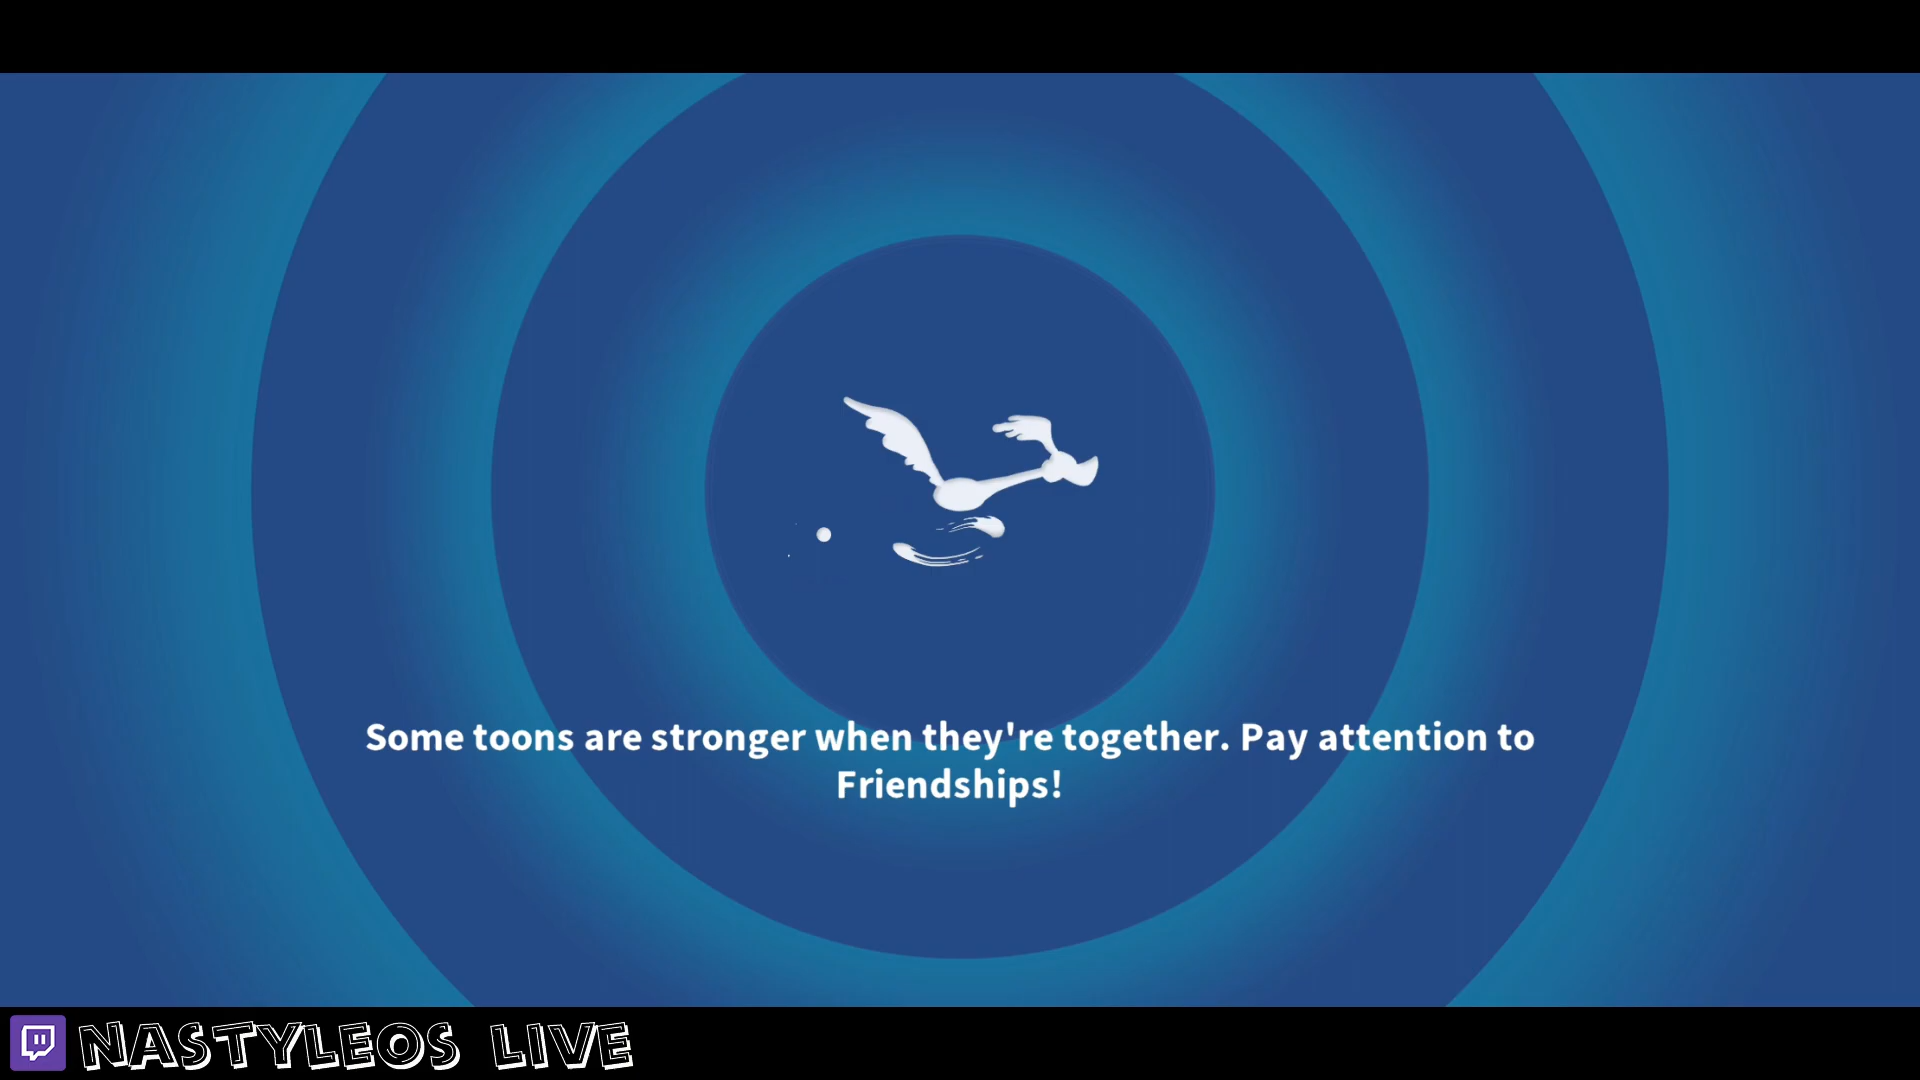 Some toons are stronger when they're together. Pay attention to
Friendships!
NASTYLEOS LIVE